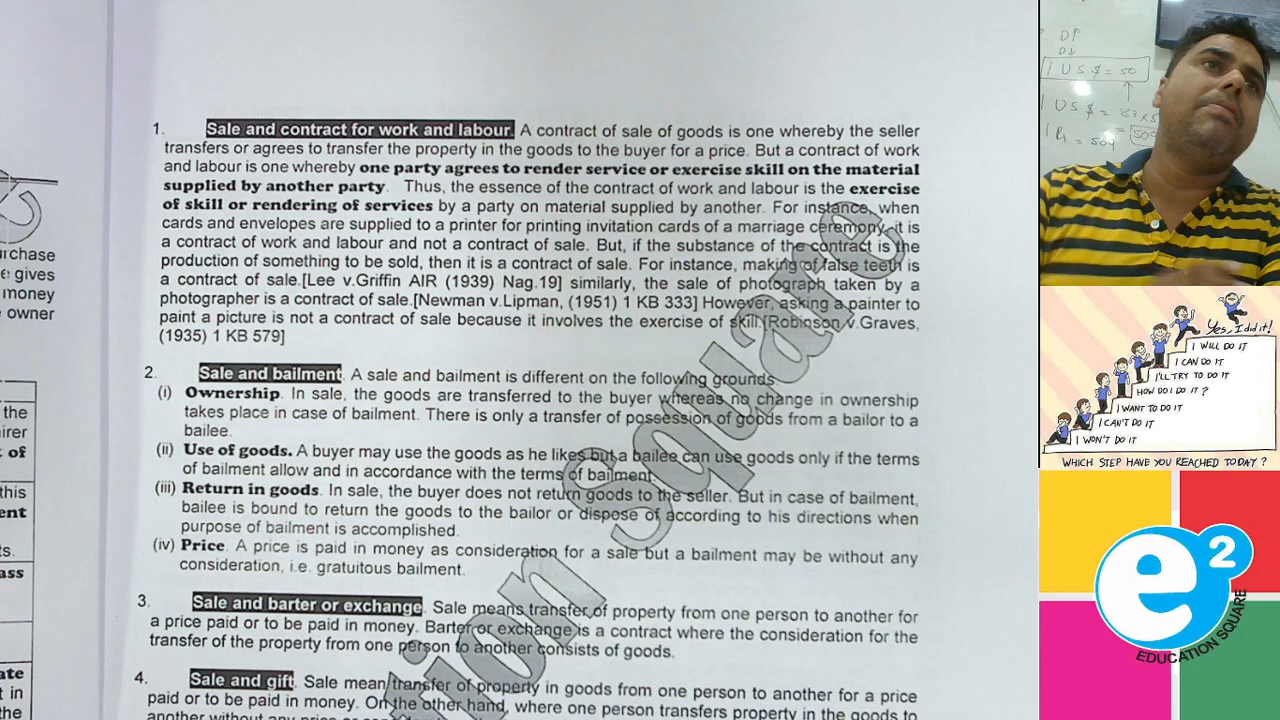 1. Sale and contract for work and labour. A contract of sale of goods is one whereby the seller
transfers or agrees to transfer the property in the goods to the buyer for a price. But a contract of work
and labour is one whereby one party agrees to render service or exercise skill on the material
supplied by another party. Thus, the essence of the contract of work and labour is the exercise
of skill or rendering of services by a party on material supplied by another. For instance, when
cards and envelopes are supplied to a printer for printing invitation cards of a marriage ceremony, it is
a contract of work and labour and not a contract of sale. But, if the substance of the contract is the
production of something to be sold, then it is a contract of sale. For instance, making of false teeth is
a contract of sale.[Lee v.Griffin AIR (1939) Nag.19] similarly, the sale of photograph taken by a
photographer is a contract of sale.[Newman v.Lipman, (1951) 1 KB 333] However, asking a painter to
paint a picture is not a contract of sale because it involves the exercise of skill.[Robinson v.Graves,
(1935) 1 KB 579]
2. Sale and bailment. A sale and bailment is different on the following grounds
(i) Ownership. In sale, the goods are transferred to the buyer whereas no change in ownership
takes place in case of bailment. There is only a transfer of possession of goods from a bailor to a
bailee.
(ii) Use of goods. A buyer may use the goods as he likes but a bailee can use goods only if the terms
of bailment allow and in accordance with the terms of bailment.
(iii) Return in goods. In sale, the buyer does not return goods to the seller. But in case of bailment,
bailee is bound to return the goods to the bailor or dispose of according to his directions when
purpose of bailment is accomplished.
(iv) Price. A price is paid in money as consideration for a sale but a bailment may be without any
consideration, i.e. gratuitous bailment.
3. Sale and barter or exchange. Sale means transfer of property from one person to another for
a price paid or to be paid in money. Barter or exchange is a contract where the consideration for the
transfer of the property from one person to another consists of goods.
4. Sale and gift. Sale mean transfer of property in goods from one person to another for a price
paid or to be paid in money. On the other hand, where one person transfers property in the goods to
another without any price or
tion Square
gives
money
owner
the
of
this
in
the
D↑
D↓
1 US $ = 50
1 US $ =
Yes, I did it!
I WILL DO IT
I CAN DO IT
I'LL TRY TO DO IT
HOW DO I DO IT ?
I WANT TO DO IT
I CAN'T DO IT
I WON'T DO IT
WHICH STEP HAVE YOU REACHED TODAY ?
e2
EDUCATION SQUARE